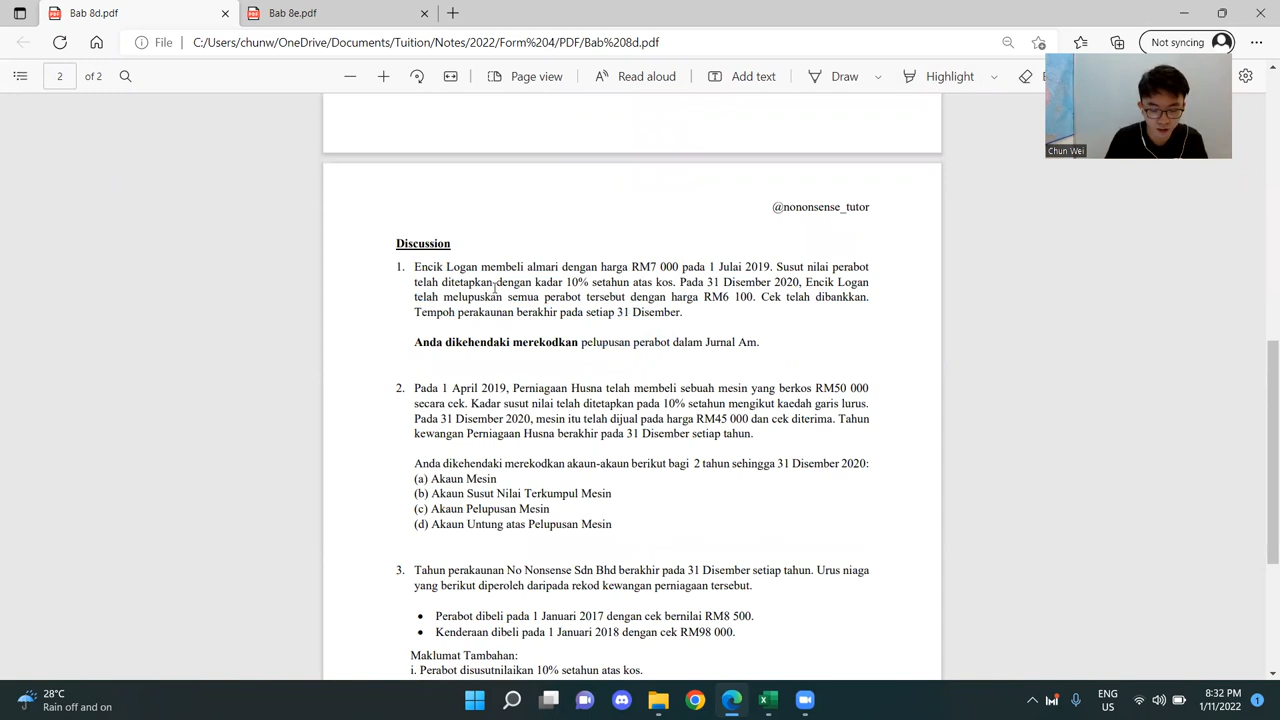 Bab 8d.pdf
Bab 8e.pdf
File
C:/Users/chunw/OneDrive/Documents/Tuition/Notes/2022/Form%204/PDF/Bab%208d.pdf
Not syncing
2
of 2
Page view
Read aloud
Add text
Draw
Highlight
Chun Wei
@nononsense_tutor
Discussion
1. Encik Logan membeli almari dengan harga RM7 000 pada 1 Julai 2019. Susut nilai perabot
telah ditetapkan dengan kadar 10% setahun atas kos. Pada 31 Disember 2020, Encik Logan
telah melupuskan semua perabot tersebut dengan harga RM6 100. Cek telah dibankkan.
Tempoh perakaunan berakhir pada setiap 31 Disember.
Anda dikehendaki merekodkan pelupusan perabot dalam Jurnal Am.
2. Pada 1 April 2019, Perniagaan Husna telah membeli sebuah mesin yang berkos RM50 000
secara cek. Kadar susut nilai telah ditetapkan pada 10% setahun mengikut kaedah garis lurus.
Pada 31 Disember 2020, mesin itu telah dijual pada harga RM45 000 dan cek diterima. Tahun
kewangan Perniagaan Husna berakhir pada 31 Disember setiap tahun.
Anda dikehendaki merekodkan akaun-akaun berikut bagi 2 tahun sehingga 31 Disember 2020:
(a) Akaun Mesin
(b) Akaun Susut Nilai Terkumpul Mesin
(c) Akaun Pelupusan Mesin
(d) Akaun Untung atas Pelupusan Mesin
3. Tahun perakaunan No Nonsense Sdn Bhd berakhir pada 31 Disember setiap tahun. Urus niaga
yang berikut diperoleh daripada rekod kewangan perniagaan tersebut.
• Perabot dibeli pada 1 Januari 2017 dengan cek bernilai RM8 500.
• Kenderaan dibeli pada 1 Januari 2018 dengan cek RM98 000.
Maklumat Tambahan:
i. Perabot disusutnilaikan 10% setahun atas kos.
28°C
Rain off and on
ENG
US
8:32 PM
1/11/2022